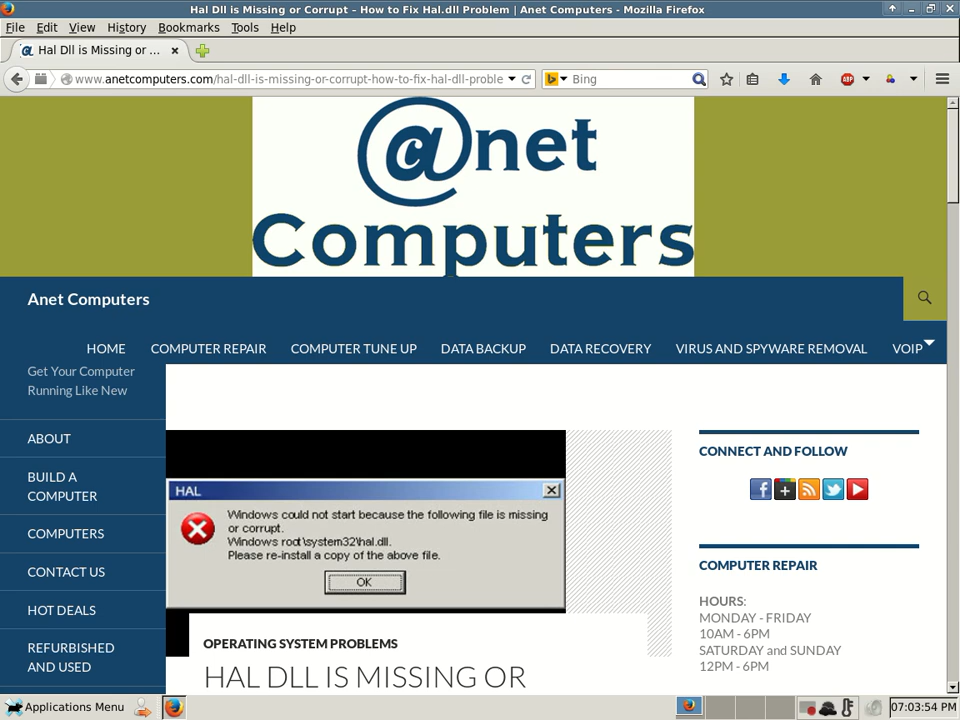 Hal Dll is Missing or Corrupt – How to Fix Hal.dll Problem | Anet Computers - Mozilla Firefox
File Edit View History Bookmarks Tools Help
Hal Dll is Missing or ...
www.anetcomputers.com/hal-dll-is-missing-or-corrupt-how-to-fix-hal-dll-proble
Bing
ABP
@net
Computers
Anet Computers
HOME COMPUTER REPAIR COMPUTER TUNE UP DATA BACKUP DATA RECOVERY VIRUS AND SPYWARE REMOVAL VOIP
Get Your Computer
Running Like New
ABOUT
BUILD A
COMPUTER
COMPUTERS
CONTACT US
HOT DEALS
REFURBISHED
AND USED
HAL
Windows could not start because the following file is missing
or corrupt.
Windows root\system32\hal.dll.
Please re-install a copy of the above file.
OK
OPERATING SYSTEM PROBLEMS
HAL DLL IS MISSING OR
CONNECT AND FOLLOW
COMPUTER REPAIR
HOURS:
MONDAY - FRIDAY
10AM - 6PM
SATURDAY and SUNDAY
12PM - 6PM
Applications Menu
07:03:54 PM